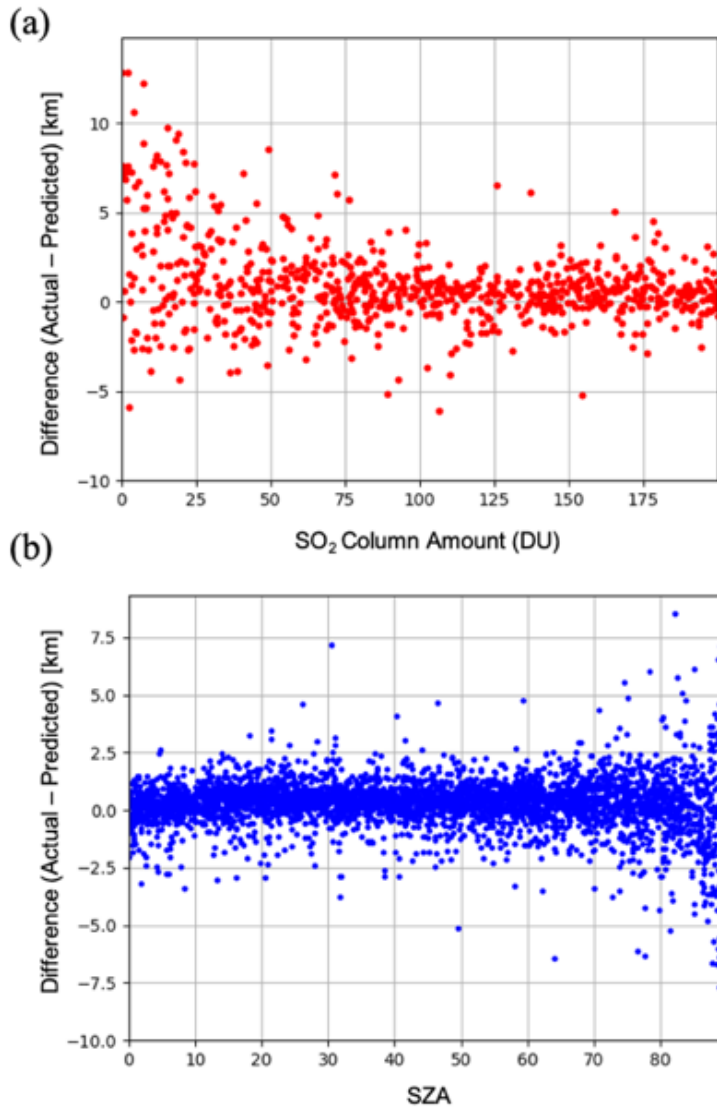 (a)
Difference (Actual – Predicted) [km]
10
5
0
−5
−10
0 25 50 75 100 125 150 175
SO₂ Column Amount (DU)
(b)
Difference (Actual – Predicted) [km]
7.5
5.0
2.5
0.0
−2.5
−5.0
−7.5
−10.0
0 10 20 30 40 50 60 70 80
SZA